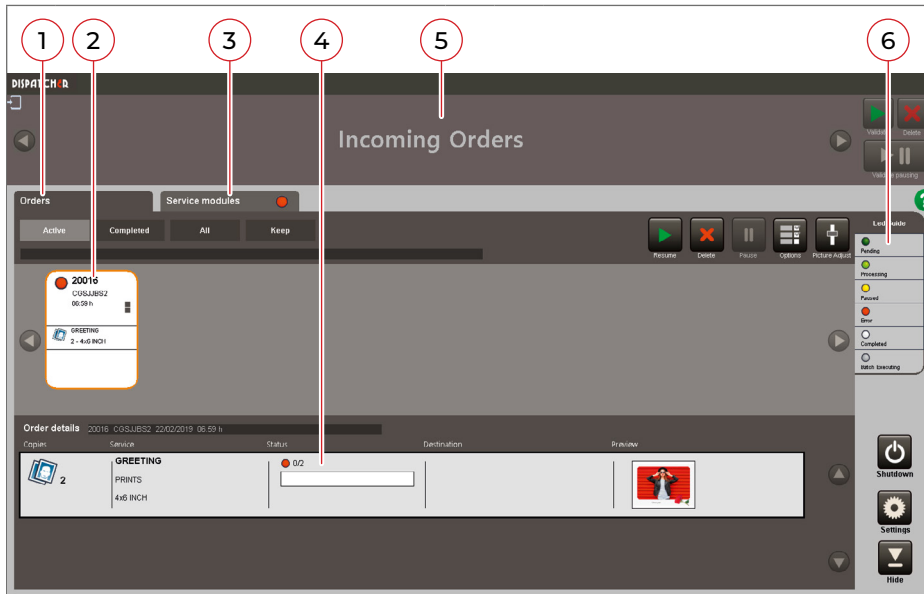 1 2 3 4 5 6
DISPATCHER
Incoming Orders
Validate Delete
Validate pausing
Orders
Service modules
?
Active Completed All Keep
Resume Delete Pause Options Picture Adjust
Led guide
Pending
Processing
Paused
Error
Completed
Batch Executing
20016
CGSJJBS2
06:59 h
GREETING
2 - 4x6 INCH
Order details 20016 CGSJJBS2 22/02/2019 06:59 h
Copies Service Status Destination Preview
GREETING
0/2
2
PRINTS
4x6 INCH
Shutdown
Settings
Hide